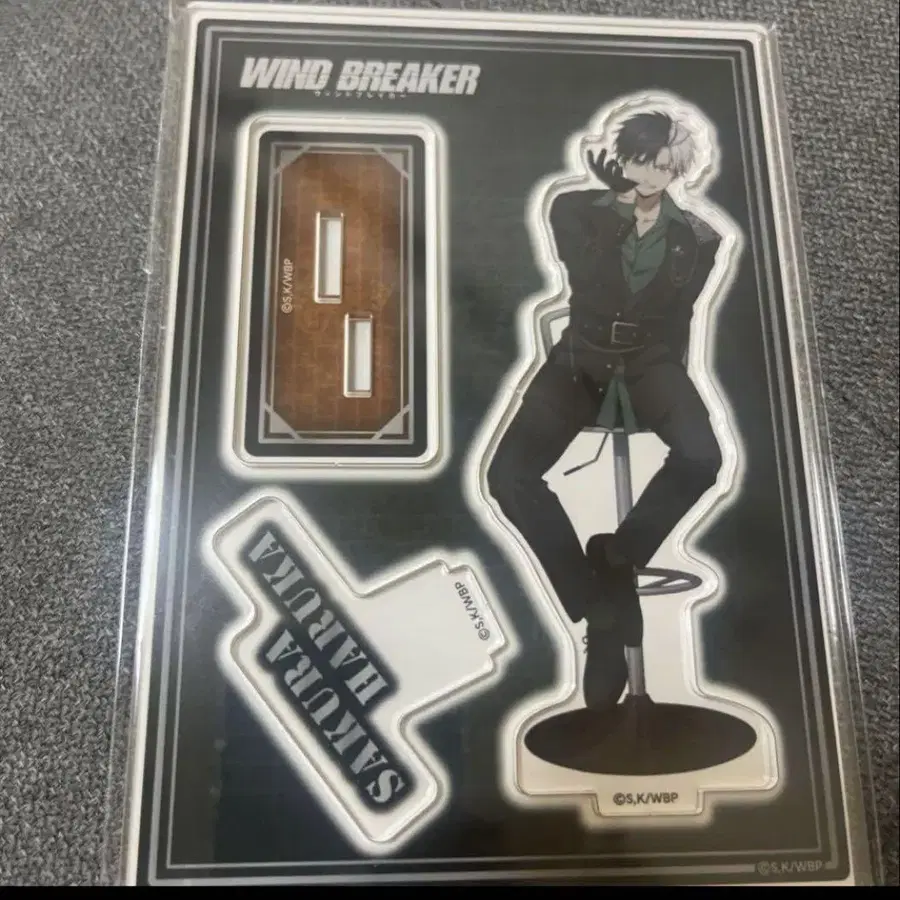 WIND BREAKER
ウィンドブレイカー
©S,K/WBP
SAKURA
HARUKA
©S,K/WBP
©S,K/WBP
©S,K/WBP